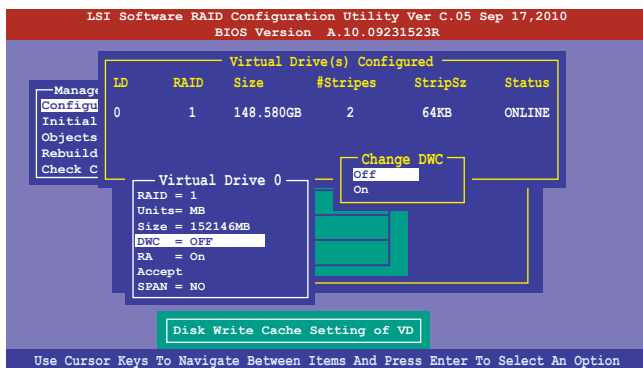 LSI Software RAID Configuration Utility Ver C.05 Sep 17,2010
BIOS Version A.10.09231523R
Virtual Drive(s) Configured
LD RAID Size #Stripes StripSz Status
0 1 148.580GB 2 64KB ONLINE
Manage
Configu
Initial
Objects
Rebuild
Check C
Change DWC
Off
On
Virtual Drive 0
RAID = 1
Units= MB
Size = 152146MB
DWC = OFF
RA = On
Accept
SPAN = NO
Disk Write Cache Setting of VD
Use Cursor Keys To Navigate Between Items And Press Enter To Select An Option